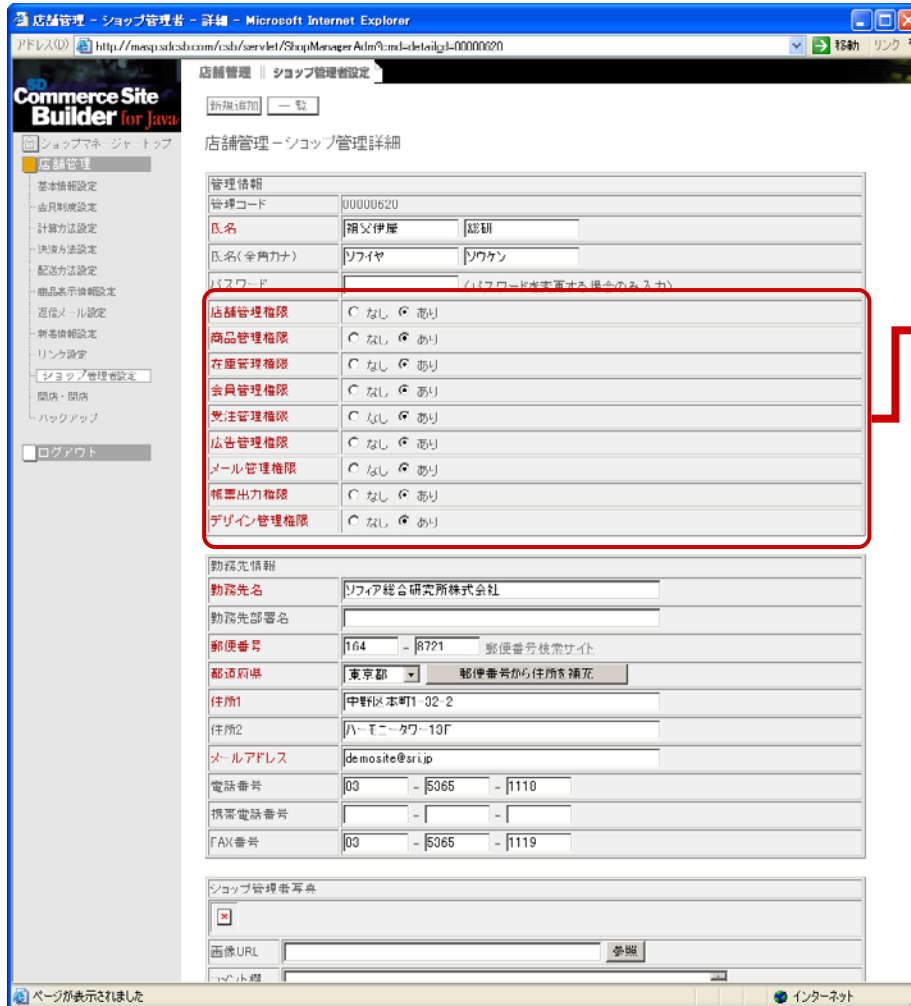 店舗管理 - ショップ管理者 - 詳細 - Microsoft Internet Explorer
アドレス(D) http://masp.sdcsb.com/csb/servlet/ShopManagerAdm?cmd=detail&id=00000620 移動 リンク
SD
Commerce Site
Builder for Java
店舗管理 || ショップ管理者設定
新規追加 一覧
ショップマネージャートップ
店舗管理
基本情報設定
会員制度設定
計算方法設定
決済方法設定
配送方法設定
商品表示情報設定
返信メール設定
新着情報設定
リンク設定
ショップ管理者設定
開店・閉店
バックアップ
ログアウト
店舗管理-ショップ管理詳細
管理情報
管理コード 00000620
氏名 祖父伊屋 総研
氏名(全角カナ) ソフイヤ ソウケン
パスワード (パスワードを変更する場合のみ入力)
店舗管理権限 なし あり
商品管理権限 なし あり
在庫管理権限 なし あり
会員管理権限 なし あり
受注管理権限 なし あり
広告管理権限 なし あり
メール管理権限 なし あり
帳票出力権限 なし あり
デザイン管理権限 なし あり
勤務先情報
勤務先名 ソフィア総合研究所株式会社
勤務先部署名
郵便番号 164 - 8721 郵便番号検索サイト
都道府県 東京都 郵便番号から住所を補充
住所1 中野区本町1-32-2
住所2 ハーモニータワー13F
メールアドレス demosite@sri.jp
電話番号 03 - 5365 - 1110
携帯電話番号 - -
FAX番号 03 - 5365 - 1119
ショップ管理者写真
画像URL 参照
コメント欄
ページが表示されました インターネット